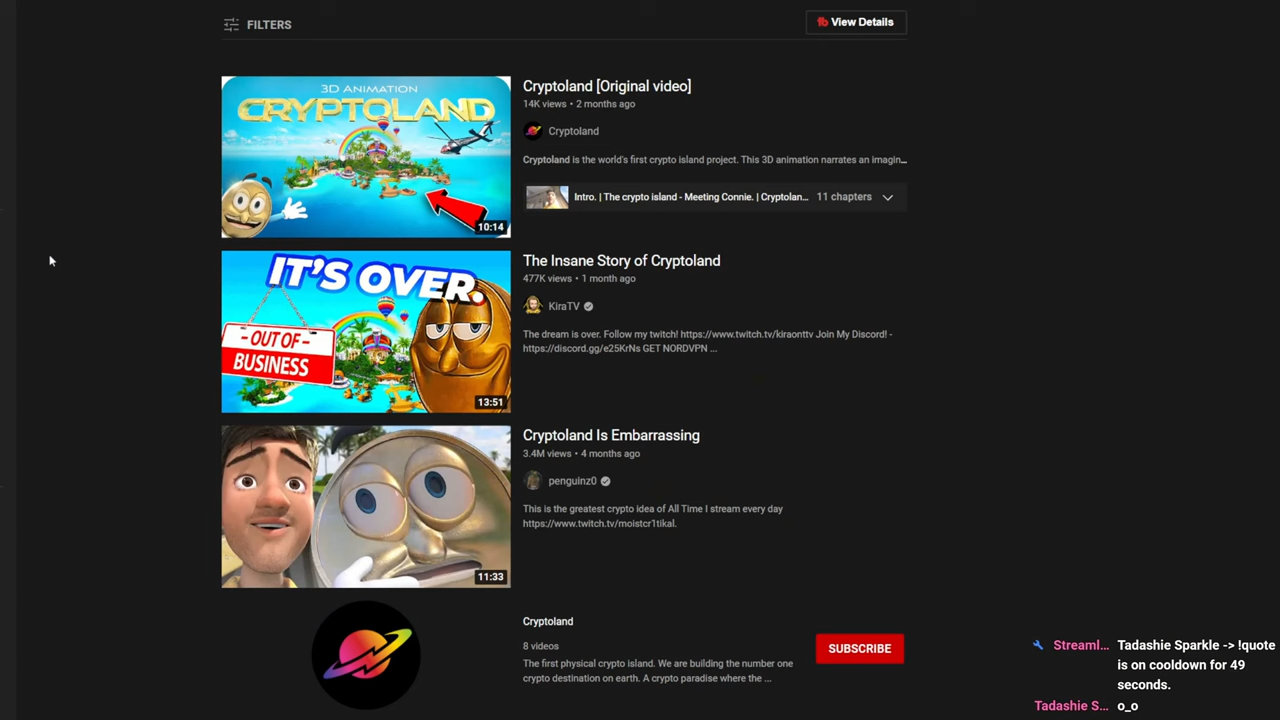 FILTERS
tb View Details
3D ANIMATION
CRYPTOLAND
10:14
Cryptoland [Original video]
14K views • 2 months ago
Cryptoland
Cryptoland is the world's first crypto island project. This 3D animation narrates an imagin...
Intro. | The crypto island - Meeting Connie. | Cryptolan... 11 chapters
IT'S OVER.
- OUT OF -
BUSINESS
13:51
The Insane Story of Cryptoland
477K views • 1 month ago
KiraTV
The dream is over. Follow my twitch! https://www.twitch.tv/kiraonttv Join My Discord! -
https://discord.gg/e25KrNs GET NORDVPN ...
11:33
Cryptoland Is Embarrassing
3.4M views • 4 months ago
penguinz0
This is the greatest crypto idea of All Time I stream every day
https://www.twitch.tv/moistcr1tikal.
Cryptoland
8 videos
The first physical crypto island. We are building the number one
crypto destination on earth. A crypto paradise where the ...
SUBSCRIBE
Streaml... Tadashie Sparkle -> !quote
is on cooldown for 49
seconds.
Tadashie S... o_o